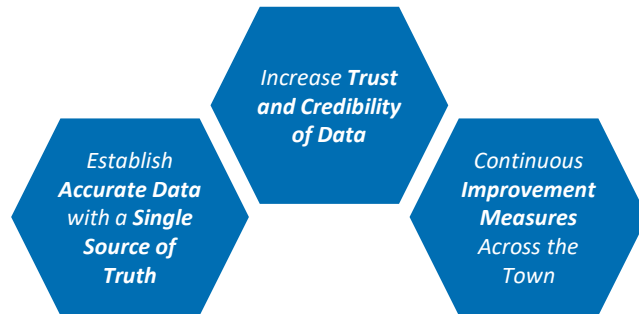 Increase Trust
and Credibility
of Data
Establish
Accurate Data
with a Single
Source of
Truth
Continuous
Improvement
Measures
Across the
Town